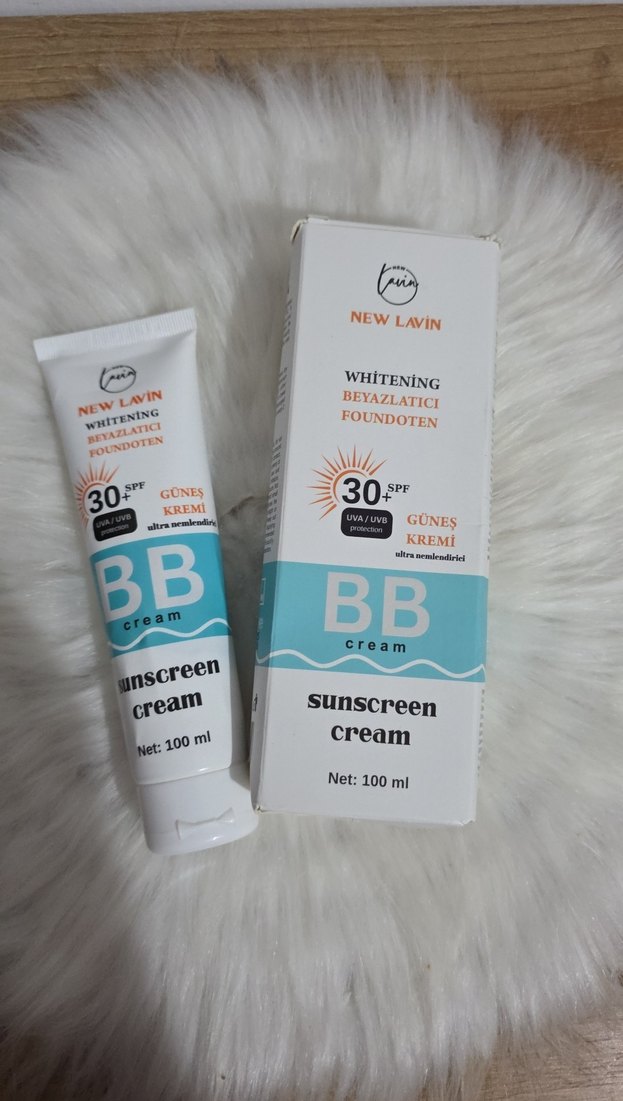 NEW
Lavin
NEW LAVİN
WHİTENİNG
BEYAZLATICI
FOUNDOTEN
30+ SPF
UVA / UVB
protection
GÜNEŞ
KREMİ
ultra nemlendirici
BB
cream
sunscreen
cream
Net: 100 ml
NEW
Lavin
NEW LAVİN
WHİTENİNG
BEYAZLATICI
FOUNDOTEN
30+ SPF
UVA / UVB
protection
GÜNEŞ
KREMİ
ultra nemlendirici
BB
cream
sunscreen
cream
Net: 100 ml